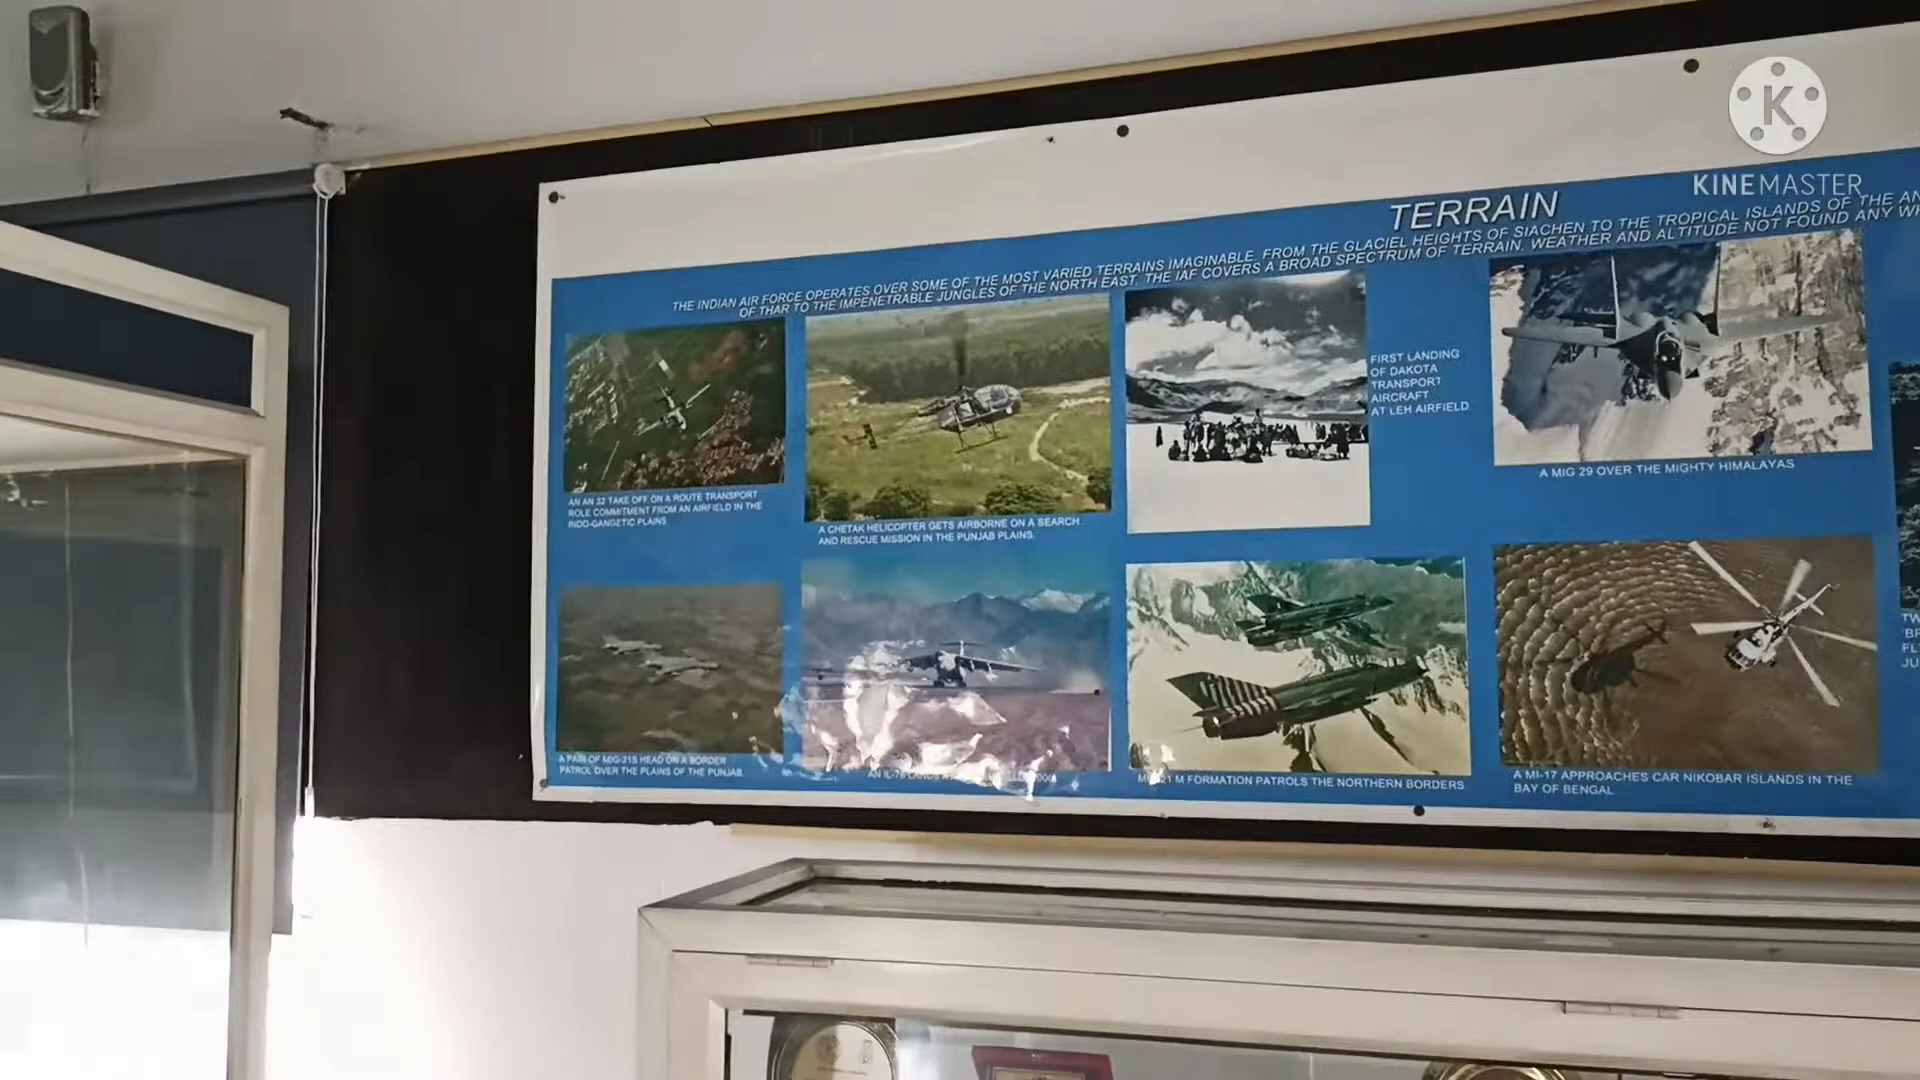 K
KINEMASTER
TERRAIN
THE INDIAN AIR FORCE OPERATES OVER SOME OF THE MOST VARIED TERRAINS IMAGINABLE. FROM THE GLACIEL HEIGHTS OF SIACHEN TO THE TROPICAL ISLANDS OF THE
OF THAR TO THE IMPENETRABLE JUNGLES OF THE NORTH EAST, THE IAF COVERS A BROAD SPECTRUM OF TERRAIN, WEATHER AND ALTITUDE NOT FOUND ANY
AN AN 32 TAKE OFF ON A ROUTE TRANSPORT
ROLE COMMITMENT FROM AN AIRFIELD IN THE
INDO-GANGETIC PLAINS.
A CHETAK HELICOPTER GETS AIRBORNE ON A SEARCH
AND RESCUE MISSION IN THE PUNJAB PLAINS.
FIRST LANDING
OF DAKOTA
TRANSPORT
AIRCRAFT
AT LEH AIRFIELD.
A MIG 29 OVER THE MIGHTY HIMALAYAS
A PAIR OF MIG-21S HEAD ON A BORDER
PATROL OVER THE PLAINS OF THE PUNJAB.
AN IL-76 LANDS
21 M FORMATION PATROLS THE NORTHERN BORDERS
A MI-17 APPROACHES CAR NIKOBAR ISLANDS IN THE
BAY OF BENGAL